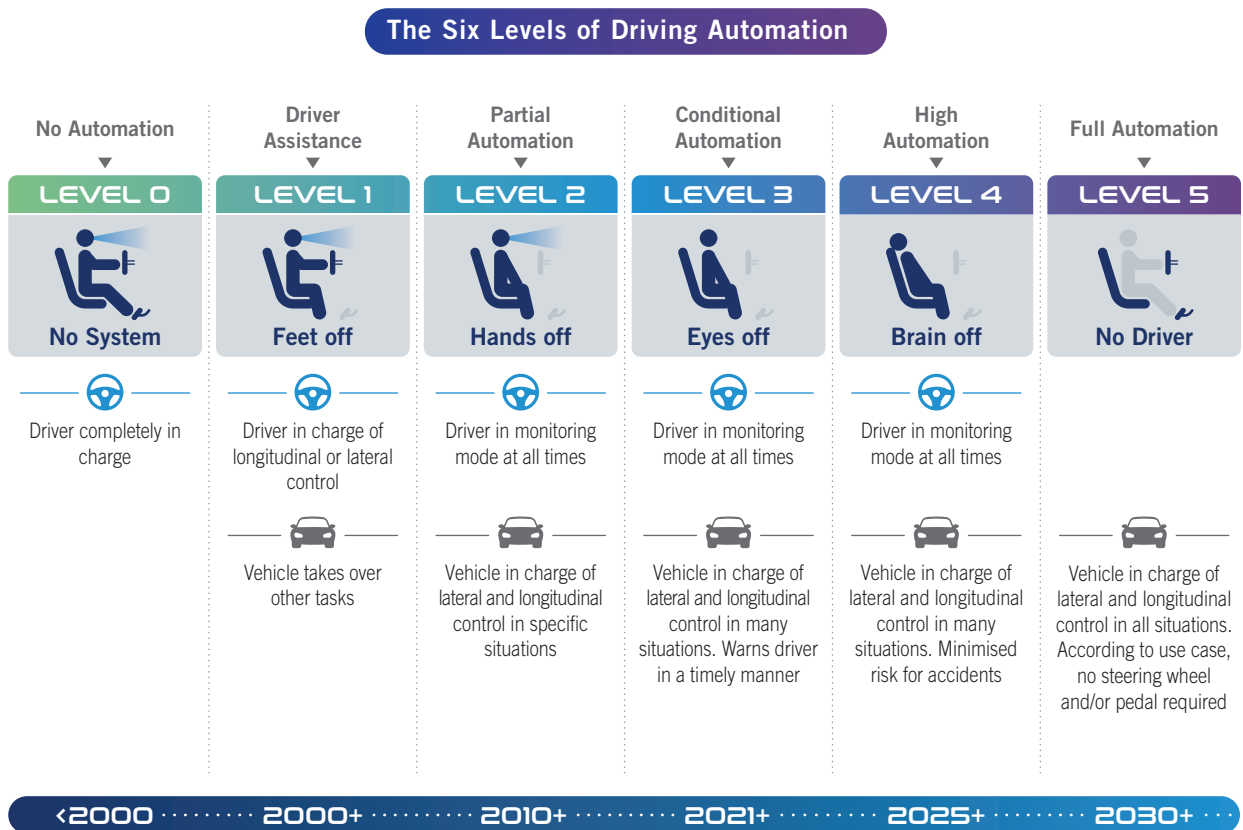 The Six Levels of Driving Automation
No Automation
LEVEL 0
No System
Driver completely in
charge
Driver
Assistance
LEVEL 1
Feet off
Driver in charge of
longitudinal or lateral
control
Vehicle takes over
other tasks
Partial
Automation
LEVEL 2
Hands off
Driver in monitoring
mode at all times
Vehicle in charge of
lateral and longitudinal
control in specific
situations
Conditional
Automation
LEVEL 3
Eyes off
Driver in monitoring
mode at all times
Vehicle in charge of
lateral and longitudinal
control in many
situations. Warns driver
in a timely manner
High
Automation
LEVEL 4
Brain off
Driver in monitoring
mode at all times
Vehicle in charge of
lateral and longitudinal
control in many
situations. Minimised
risk for accidents
Full Automation
LEVEL 5
No Driver
Vehicle in charge of
lateral and longitudinal
control in all situations.
According to use case,
no steering wheel
and/or pedal required
<2000 2000+ 2010+ 2021+ 2025+ 2030+